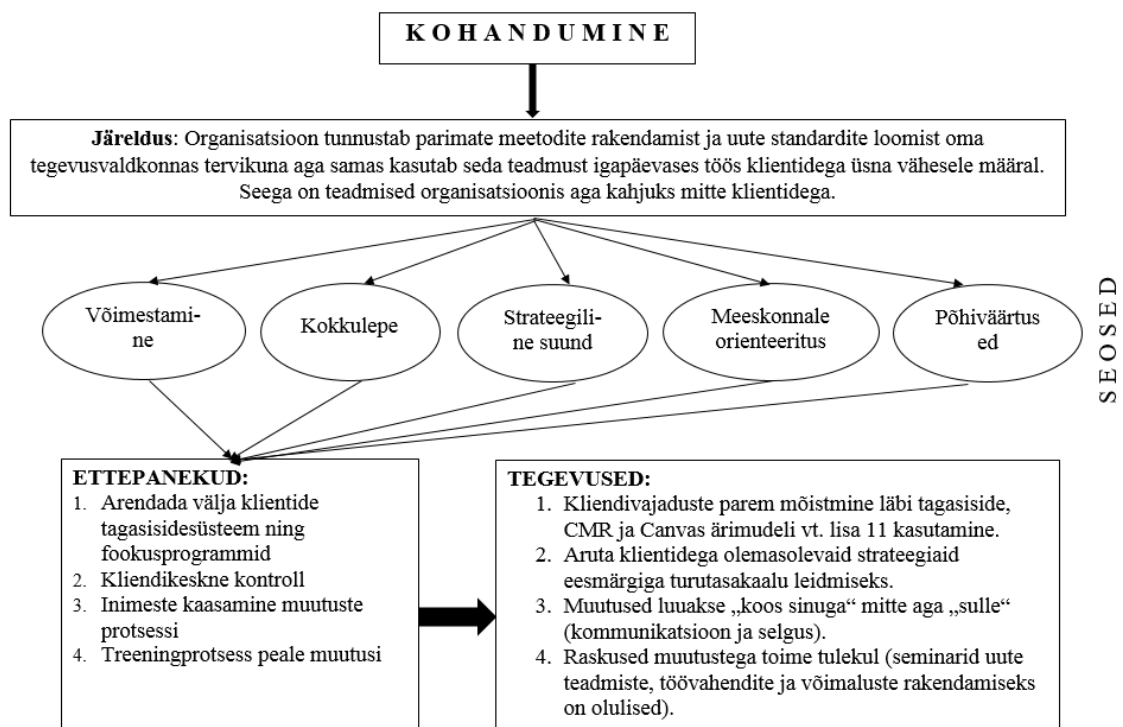 K O H A N D U M I N E
Järeldus: Organisatsioon tunnustab parimate meetodite rakendamist ja uute standardite loomist oma
tegevusvaldkonnas tervikuna aga samas kasutab seda teadmust igapäevases töös klientidega üsna vähesele määral.
Seega on teadmised organisatsioonis aga kahjuks mitte klientidega.
Võimestami-
ne
Kokkulepe
Strateegili-
ne suund
Meeskonnale
orienteeritus
Põhiväärtus
ed
S E O S E D
ETTEPANEKUD:
1. Arendada välja klientide
tagasisidesüsteem ning
fookusprogrammid
2. Kliendikeskne kontroll
3. Inimeste kaasamine muutuste
protsessi
4. Treeningprotsess peale muutusi
TEGEVUSED:
1. Kliendivajaduste parem mõistmine läbi tagasiside,
CMR ja Canvas ärimudeli vt. lisa 11 kasutamine.
2. Aruta klientidega olemasolevaid strateegiaid
eesmärgiga turutasakaalu leidmiseks.
3. Muutused luuakse „koos sinuga“ mitte aga „sulle“
(kommunikatsioon ja selgus).
4. Raskused muutustega toime tulekul (seminarid uute
teadmiste, töövahendite ja võimaluste rakendamiseks
on olulised).